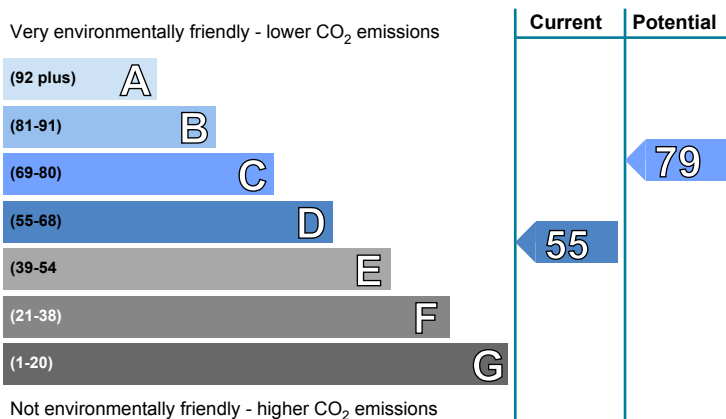 Current Potential
Very environmentally friendly - lower CO2 emissions
(92 plus) A
(81-91) B
(69-80) C
79
(55-68) D
55
(39-54 E
(21-38) F
(1-20) G
Not environmentally friendly - higher CO2 emissions